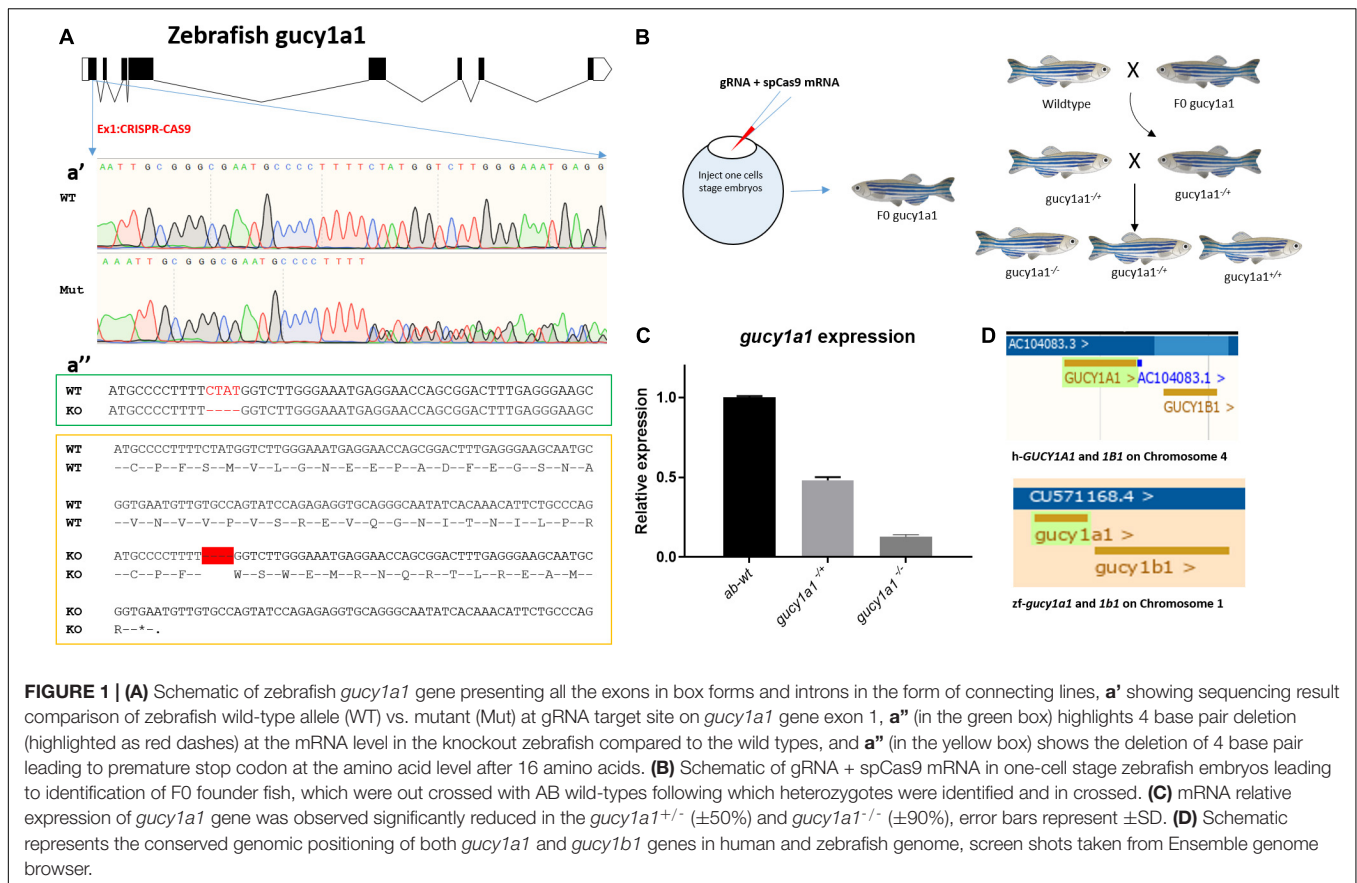 A
Zebrafish gucy1a1
Ex1:CRISPR-CAS9
a'
AATTGCGGGCGAATGCCCCTTTTCTATGGTCTTGGGAAATGAGG
WT
AAATTGCGGGCGAATGCCCCTTTT
Mut
a"
WT ATGCCCCTTTTCTATGGTCTTGGGAAATGAGGAACCAGCGGACTTTGAGGGAAGC
KO ATGCCCCTTTT----GGTCTTGGGAAATGAGGAACCAGCGGACTTTGAGGGAAGC
WT ATGCCCCTTTTCTATGGTCTTGGGAAATGAGGAACCAGCGGACTTTGAGGGAAGCAATGC
WT --C--P--F--S--M--V--L--G--N--E--E--P--A--D--F--E--G--S--N--A
WT GGTGAATGTTGTGCCAGTATCCAGAGAGGTGCAGGGCAATATCACAAACATTCTGCCCAG
WT --V--N--V--V--P--V--S--R--E--V--Q--G--N--I--T--N--I--L--P--R
KO ATGCCCCTTTT----GGTCTTGGGAAATGAGGAACCAGCGGACTTTGAGGGAAGCAATGC
KO --C--P--F W--S--W--E--M--R--N--Q--R--T--L--R--E--A--M--
KO GGTGAATGTTGTGCCAGTATCCAGAGAGGTGCAGGGCAATATCACAAACATTCTGCCCAG
KO R--*-.
B
gRNA + spCas9 mRNA
Inject one cells
stage embryos
F0 gucy1a1
X
Wildtype
F0 gucy1a1
X
gucy1a1-/+
gucy1a1-/+
gucy1a1-/-
gucy1a1-/+
gucy1a1+/+
C
gucy1a1 expression
Relative expression
1.0
0.5
0.0
ab-wt
gucy1a1-/+
gucy1a1-/-
D
AC104083.3 >
GUCY1A1 >
AC104083.1 >
GUCY1B1 >
h-GUCY1A1 and 1B1 on Chromosome 4
CU571168.4 >
gucy1a1 >
gucy1b1 >
zf-gucy1a1 and 1b1 on Chromosome 1
FIGURE 1 | (A) Schematic of zebrafish gucy1a1 gene presenting all the exons in box forms and introns in the form of connecting lines, a' showing sequencing result
comparison of zebrafish wild-type allele (WT) vs. mutant (Mut) at gRNA target site on gucy1a1 gene exon 1, a" (in the green box) highlights 4 base pair deletion
(highlighted as red dashes) at the mRNA level in the knockout zebrafish compared to the wild types, and a" (in the yellow box) shows the deletion of 4 base pair
leading to premature stop codon at the amino acid level after 16 amino acids. (B) Schematic of gRNA + spCas9 mRNA in one-cell stage zebrafish embryos leading
to identification of F0 founder fish, which were out crossed with AB wild-types following which heterozygotes were identified and in crossed. (C) mRNA relative
expression of gucy1a1 gene was observed significantly reduced in the gucy1a1+/- (±50%) and gucy1a1-/- (±90%), error bars represent ±SD. (D) Schematic
represents the conserved genomic positioning of both gucy1a1 and gucy1b1 genes in human and zebrafish genome, screen shots taken from Ensemble genome
browser.